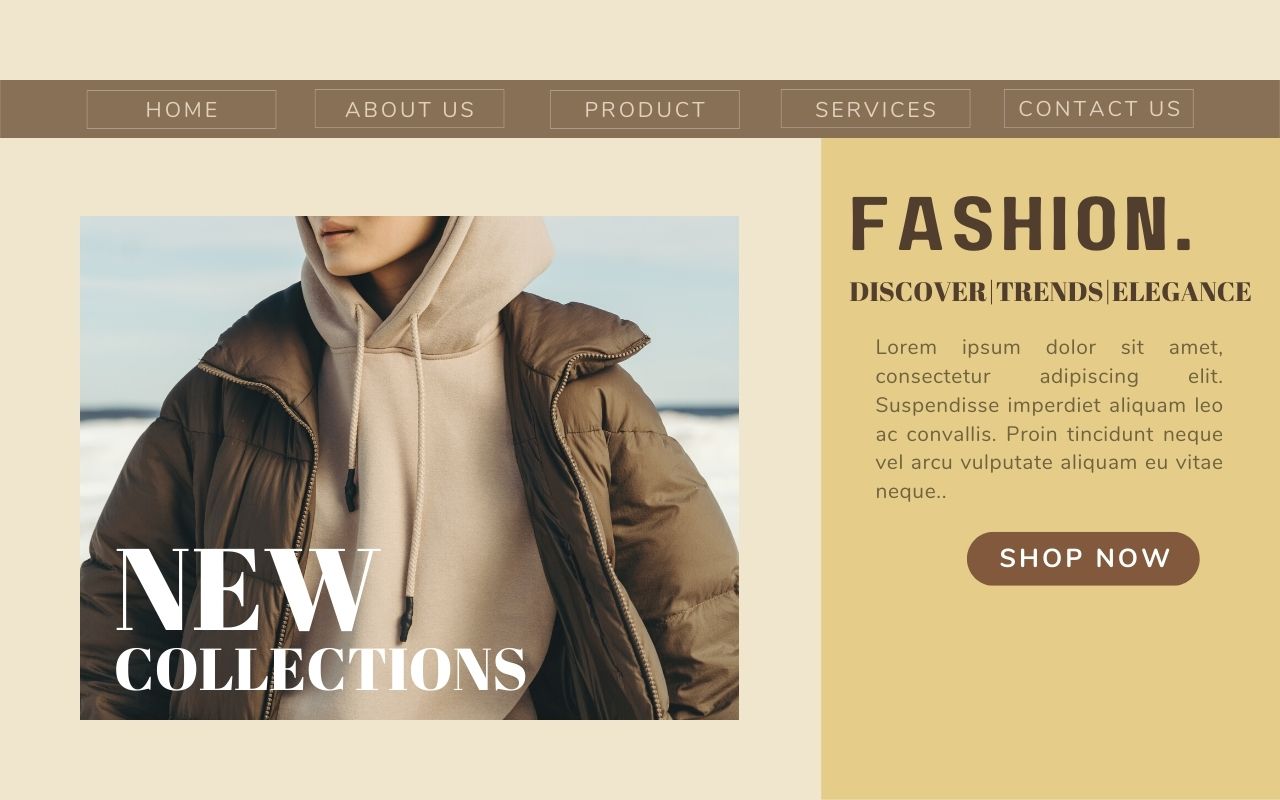 HOME
ABOUT US
PRODUCT
SERVICES
CONTACT US
FASHION.
DISCOVER|TRENDS|ELEGANCE
Lorem ipsum dolor sit amet,
consectetur adipiscing elit.
Suspendisse imperdiet aliquam leo
ac convallis. Proin tincidunt neque
vel arcu vulputate aliquam eu vitae
neque..
SHOP NOW
NEW
COLLECTIONS